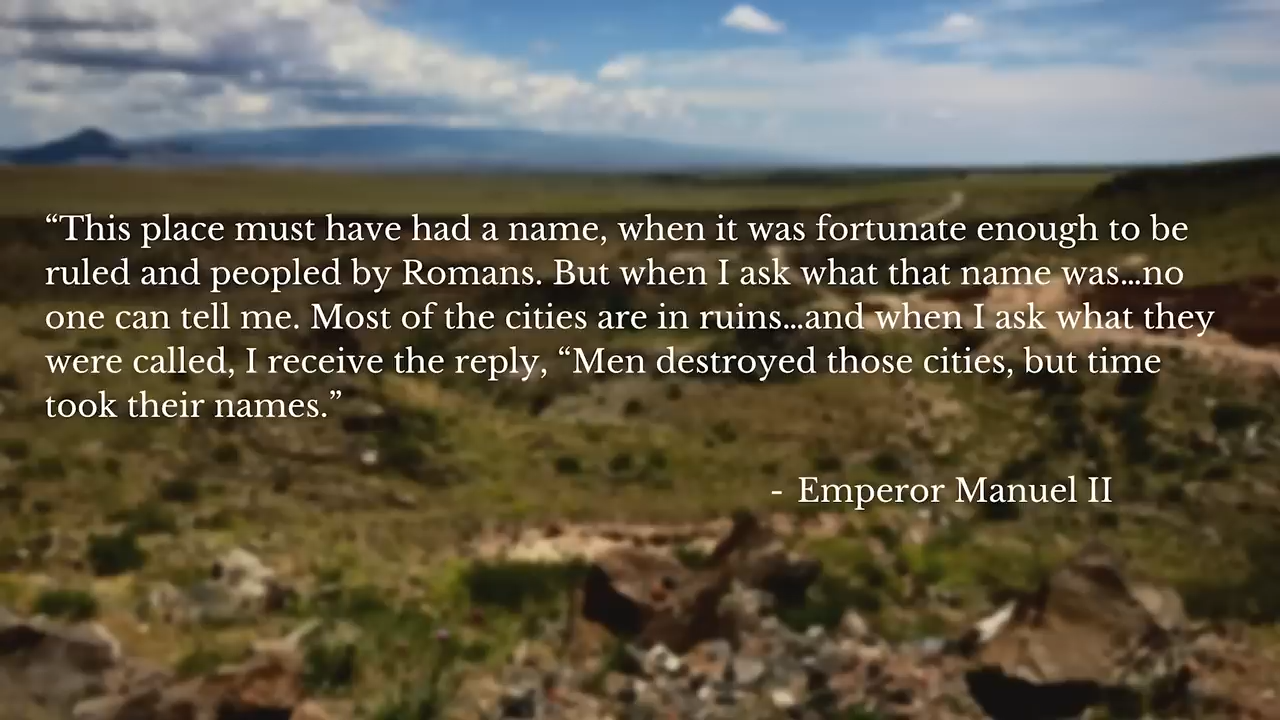 “This place must have had a name, when it was fortunate enough to be
ruled and peopled by Romans. But when I ask what that name was…no
one can tell me. Most of the cities are in ruins…and when I ask what they
were called, I receive the reply, “Men destroyed those cities, but time
took their names.”
- Emperor Manuel II